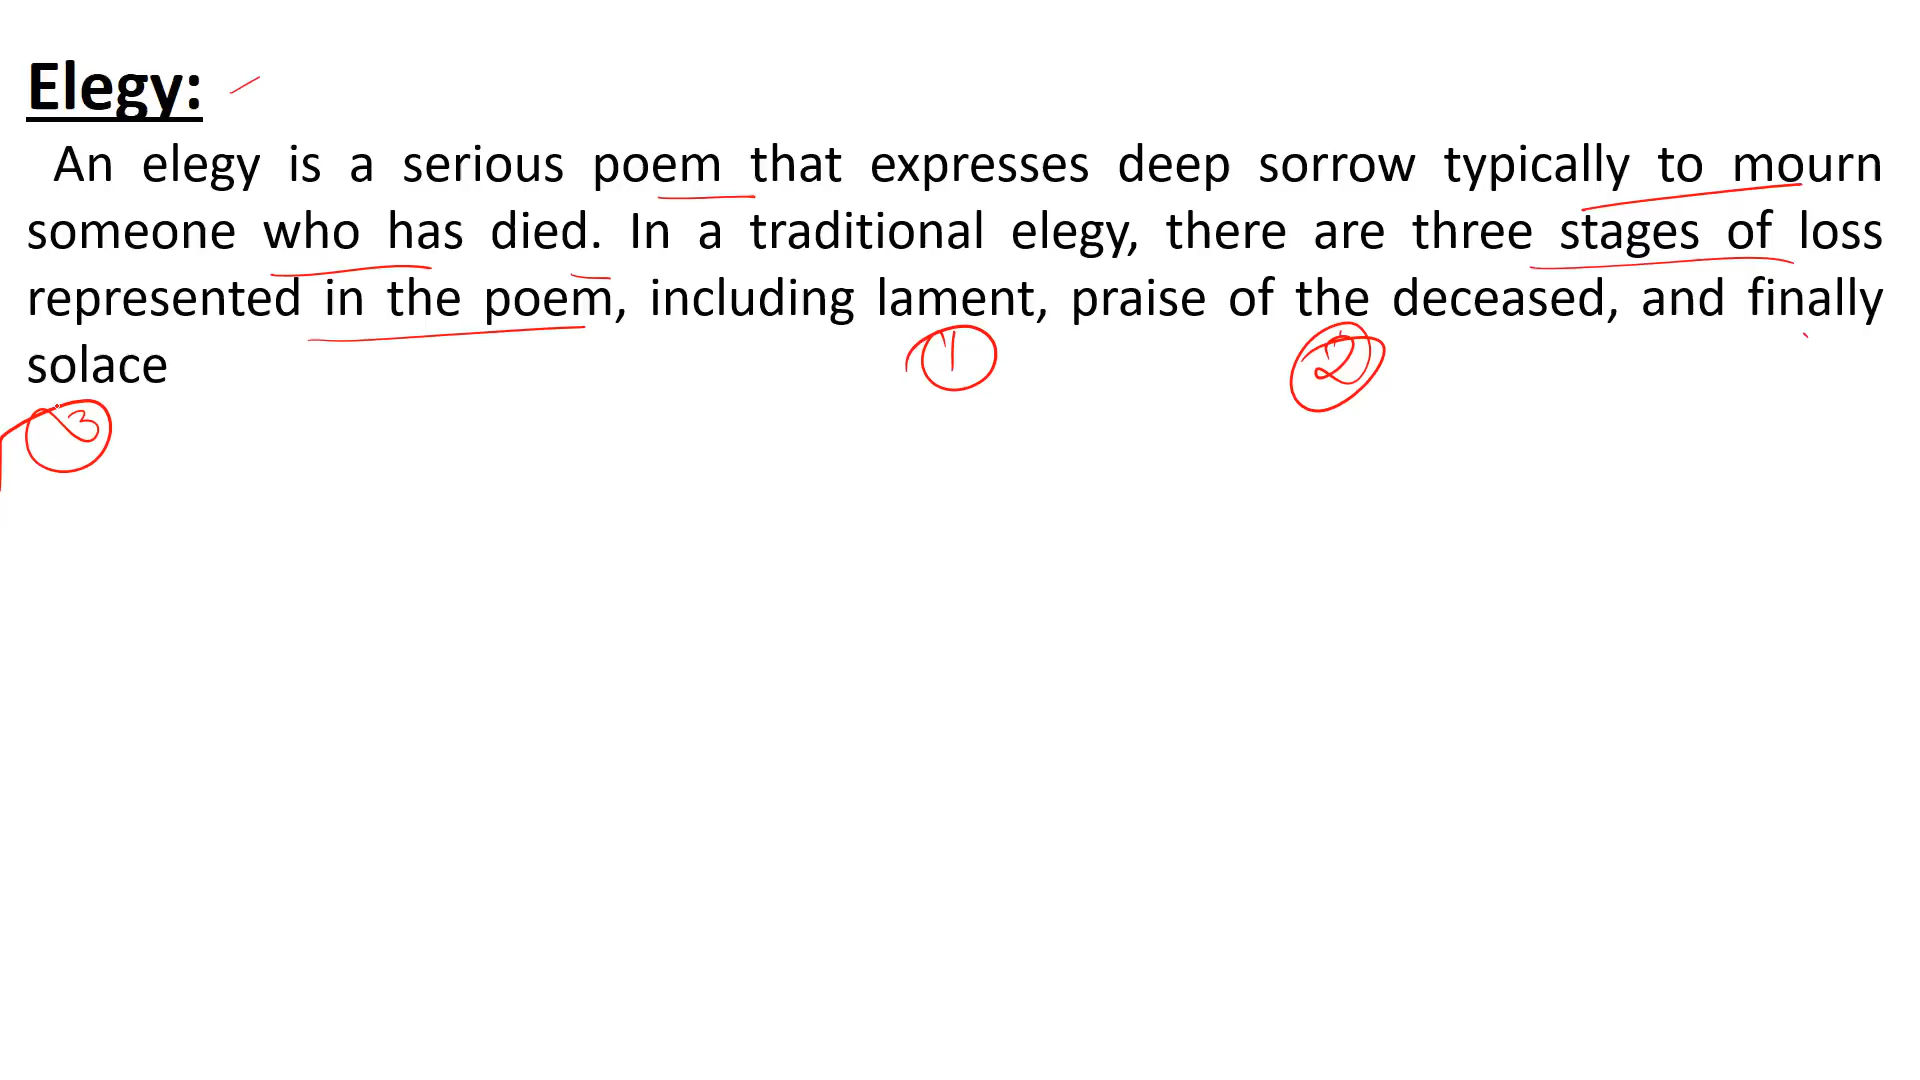 Elegy:
An elegy is a serious poem that expresses deep sorrow typically to mourn
someone who has died. In a traditional elegy, there are three stages of loss
represented in the poem, including lament, praise of the deceased, and finally
solace
1 2
3